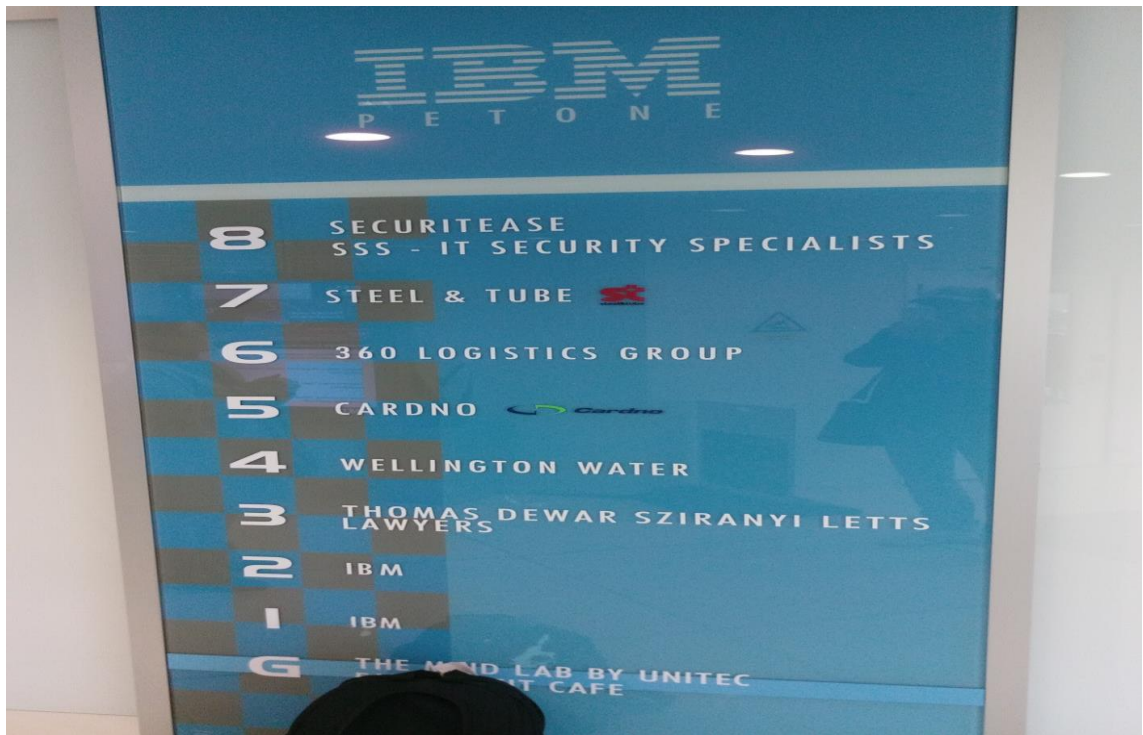 IBM
PETONE
8 SECURITEASE
SSS - IT SECURITY SPECIALISTS
7 STEEL & TUBE
6 360 LOGISTICS GROUP
5 CARDNO Cardno
4 WELLINGTON WATER
3 THOMAS DEWAR SZIRANYI LETTS
LAWYERS
2 IBM
1 IBM
G THE MIND LAB BY UNITEC
CAFE